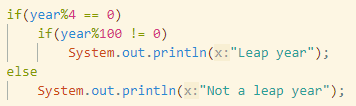 if(year%4 == 0)
    if(year%100 != 0)
        System.out.println( x: "Leap year");
else
    System.out.println( x: "Not a leap year");